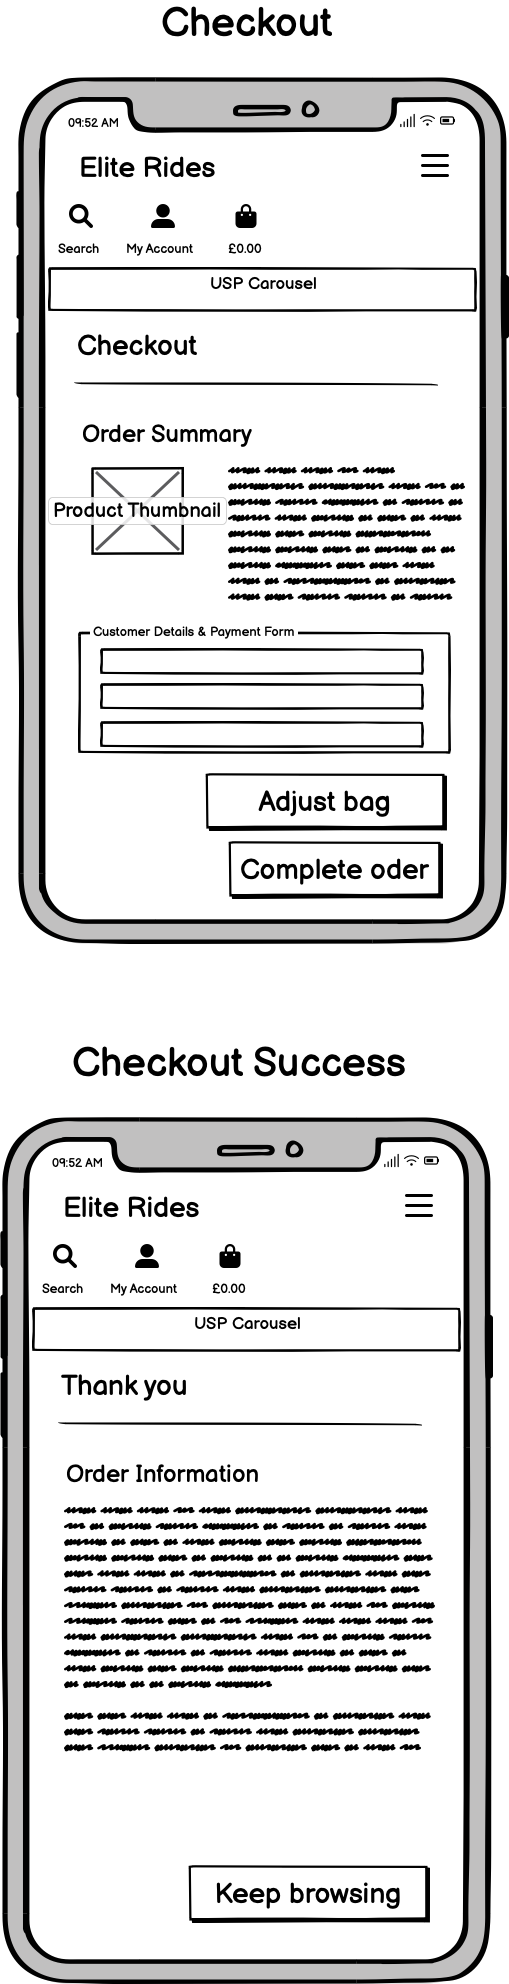 Checkout
09:52 AM
Elite Rides
Search My Account £0.00
USP Carousel
Checkout
Order Summary
Product Thumbnail
Customer Details & Payment Form
Adjust bag
Complete oder
Checkout Success
09:52 AM
Elite Rides
Search My Account £0.00
USP Carousel
Thank you
Order Information
Keep browsing